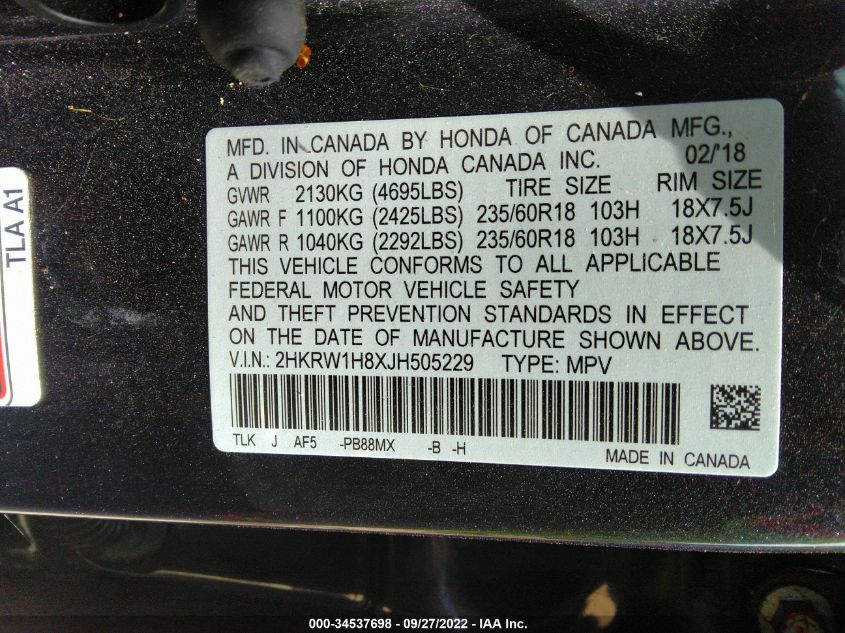 MFD. IN CANADA BY HONDA OF CANADA MFG.,
A DIVISION OF HONDA CANADA INC. 02/'18
GVWR 2130KG (4695LBS) TIRE SIZE RIM SIZE
GAWR F 1100KG (2425LBS) 235/60R18 103H 18X7.5J
GAWR R 1040KG (2292LBS) 235/60R18 103H 18X7.5J
THIS VEHICLE CONFORMS TO ALL APPLICABLE
FEDERAL MOTOR VEHICLE SAFETY
AND THEFT PREVENTION STANDARDS IN EFFECT
ON THE DATE OF MANUFACTURE SHOWN ABOVE.
V.I.N.: 2HKRW1H8XJH505229 TYPE: MPV
TLK J AF5 -PB88MX -B -H
MADE IN CANADA
TLA A1
000-34537698 - 09/27/2022 - IAA Inc.